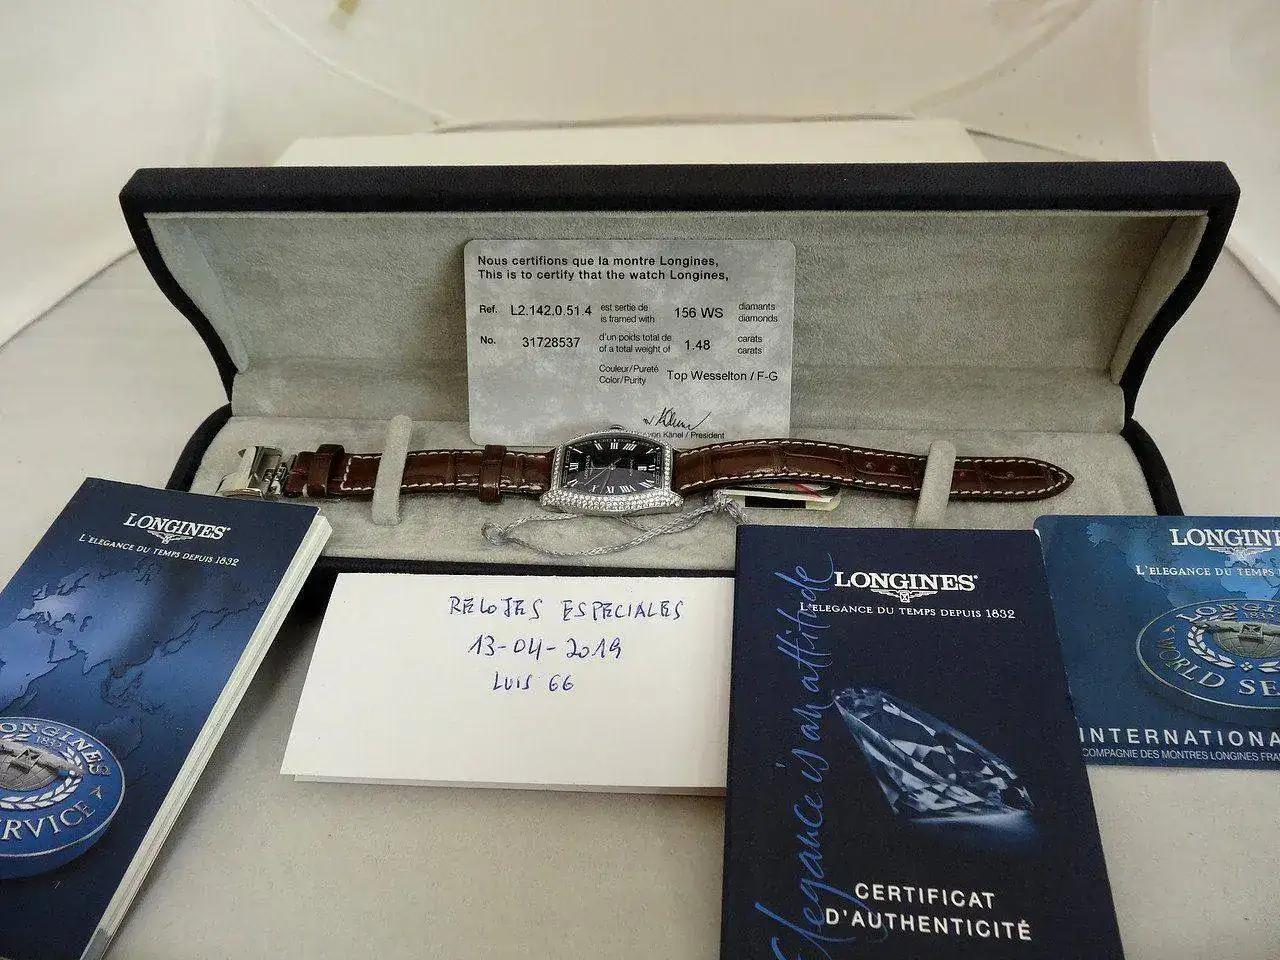 Nous certifions que la montre Longines,
This is to certify that the watch Longines,
Ref. L2.142.0.51.4 est sertie de 156 WS diamants
is framed with diamonds
No. 31728537 d'un poids total de 1.48 carats
of a total weight of carats
Couleur/Pureté Top Wesselton / F-G
Color/Purity
von Känel / President
LONGINES
L'ELEGANCE DU TEMPS DEPUIS 1832
LONGINES
1832
SERVICE
RELOJES ESPECIALES
13-04-2019
LUIS 66
LONGINES
L'ELEGANCE DU TEMPS DEPUIS 1832
Elegance is an attitude
CERTIFICAT
D'AUTHENTICITÉ
LONGINE
L'ELEGANCE DU TEMPS
LONGINES
WORLD SE
INTERNATIONA
COMPAGNIE DES MONTRES LONGINES FRA